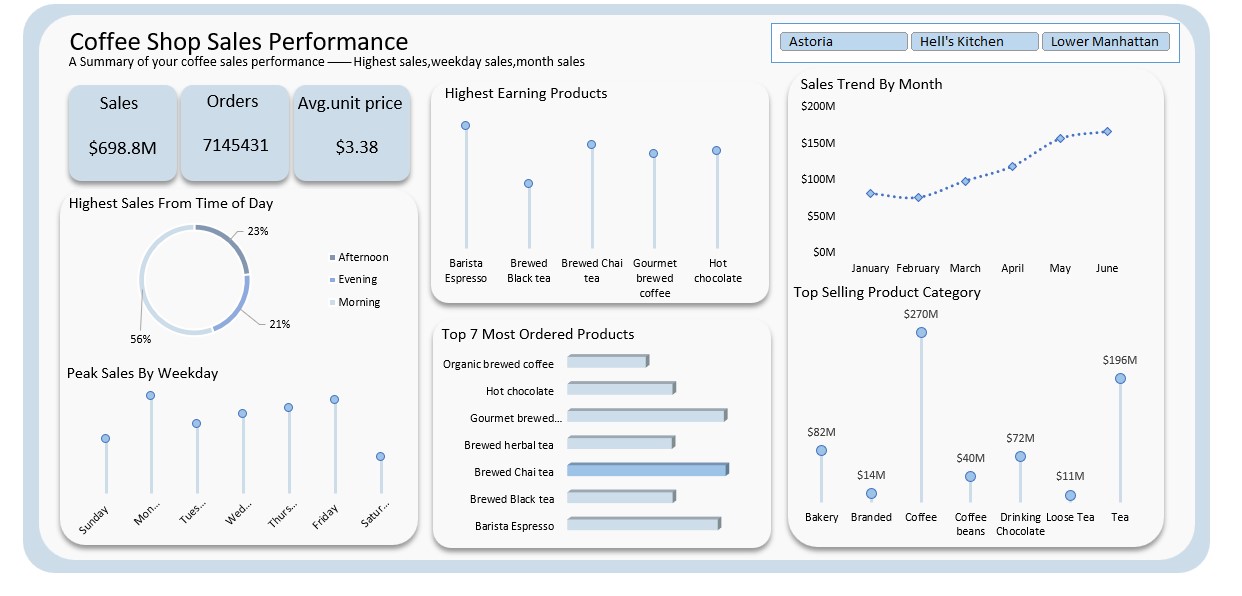 Coffee Shop Sales Performance
A Summary of your coffee sales performance ——Highest sales,weekday sales,month sales
Astoria
Hell's Kitchen
Lower Manhattan
Sales
$698.8M
Orders
7145431
Avg.unit price
$3.38
Highest Sales From Time of Day
23%
21%
56%
Afternoon
Evening
Morning
Peak Sales By Weekday
Sunday
Mon...
Tues...
Wed...
Thurs...
Friday
Satur...
Highest Earning Products
Barista
Espresso
Brewed
Black tea
Brewed Chai
tea
Gourmet
brewed
coffee
Hot
chocolate
Top 7 Most Ordered Products
Organic brewed coffee
Hot chocolate
Gourmet brewed...
Brewed herbal tea
Brewed Chai tea
Brewed Black tea
Barista Espresso
Sales Trend By Month
$200M
$150M
$100M
$50M
$0M
January
February
March
April
May
June
Top Selling Product Category
$82M
$14M
$270M
$40M
$72M
$11M
$196M
Bakery
Branded
Coffee
Coffee
beans
Drinking
Chocolate
Loose Tea
Tea